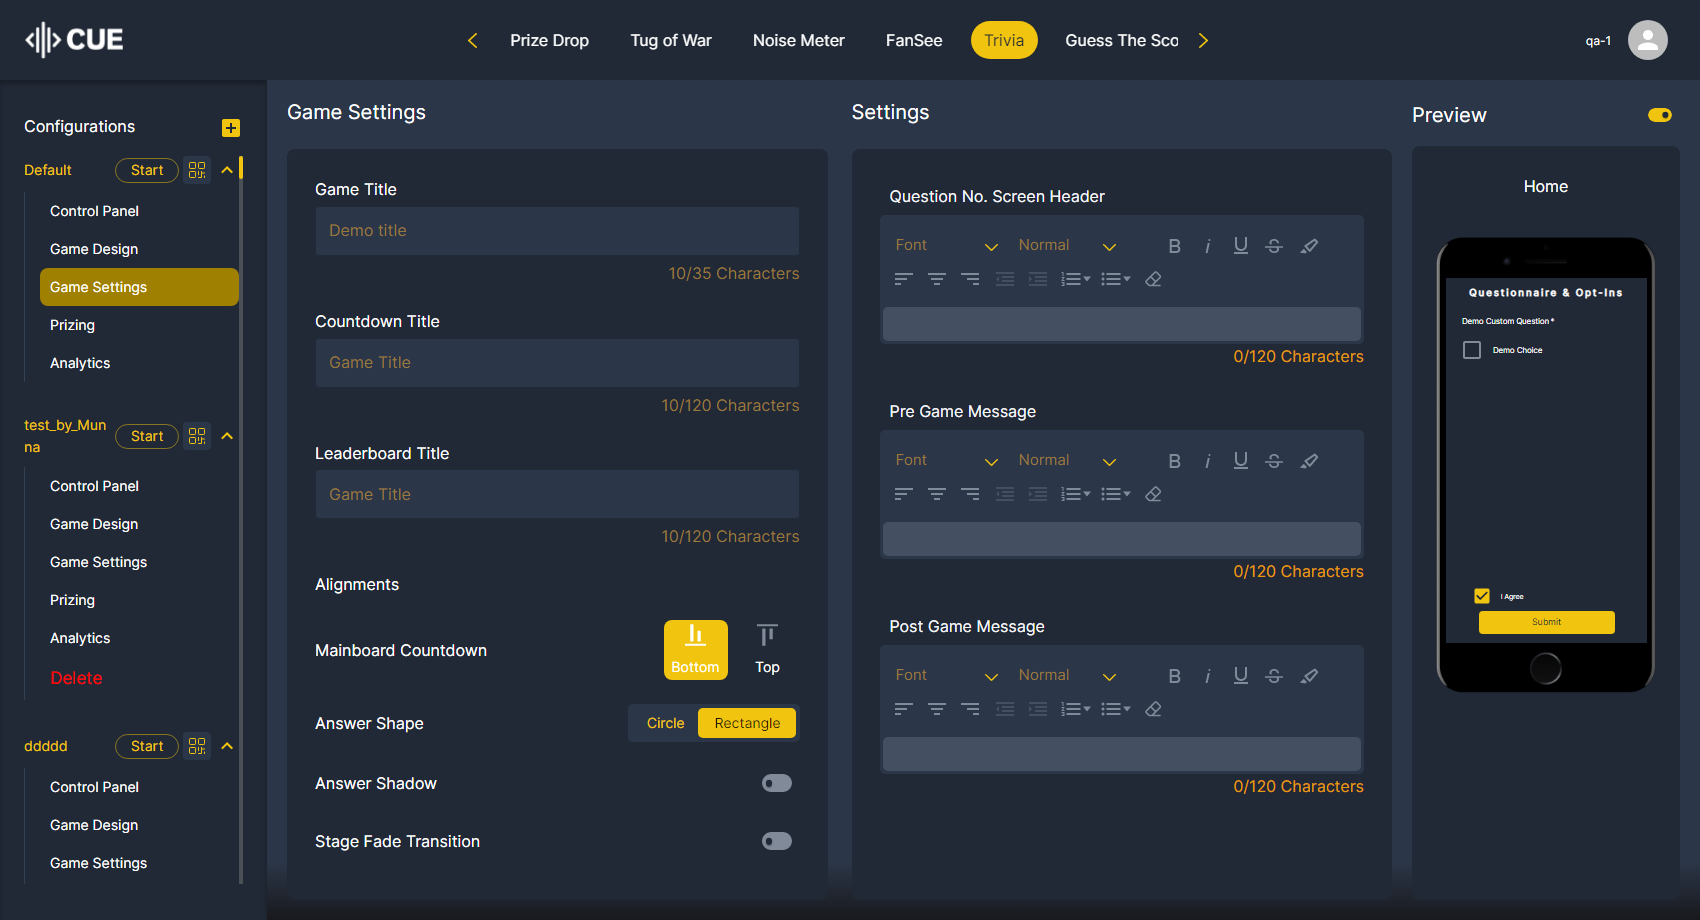 CUE
Prize Drop
Tug of War
Noise Meter
FanSee
Trivia
Guess The Sco
qa-1
Configurations
Default
Start
Control Panel
Game Design
Game Settings
Prizing
Analytics
test_by_Mun
na
Start
Control Panel
Game Design
Game Settings
Prizing
Analytics
Delete
ddddd
Start
Control Panel
Game Design
Game Settings
Game Settings
Game Title
Demo title
10/35 Characters
Countdown Title
Game Title
10/120 Characters
Leaderboard Title
Game Title
10/120 Characters
Alignments
Mainboard Countdown
Bottom
Top
Answer Shape
Circle
Rectangle
Answer Shadow
Stage Fade Transition
Settings
Question No. Screen Header
Font
Normal
B i U S
0/120 Characters
Pre Game Message
Font
Normal
B i U S
0/120 Characters
Post Game Message
Font
Normal
B i U S
0/120 Characters
Preview
Home
Questionnaire & Opt-Ins
Demo Custom Question *
Demo Choice
I Agree
Submit